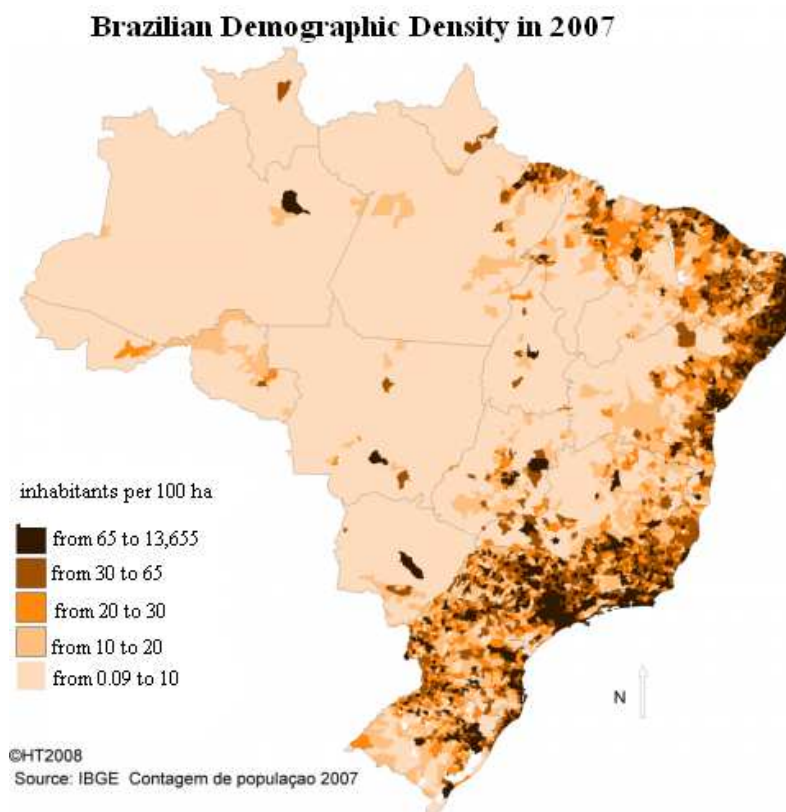 Brazilian Demographic Density in 2007
inhabitants per 100 ha
from 65 to 13,655
from 30 to 65
from 20 to 30
from 10 to 20
from 0.09 to 10
N
©HT2008
Source: IBGE Contagem de populaçao 2007